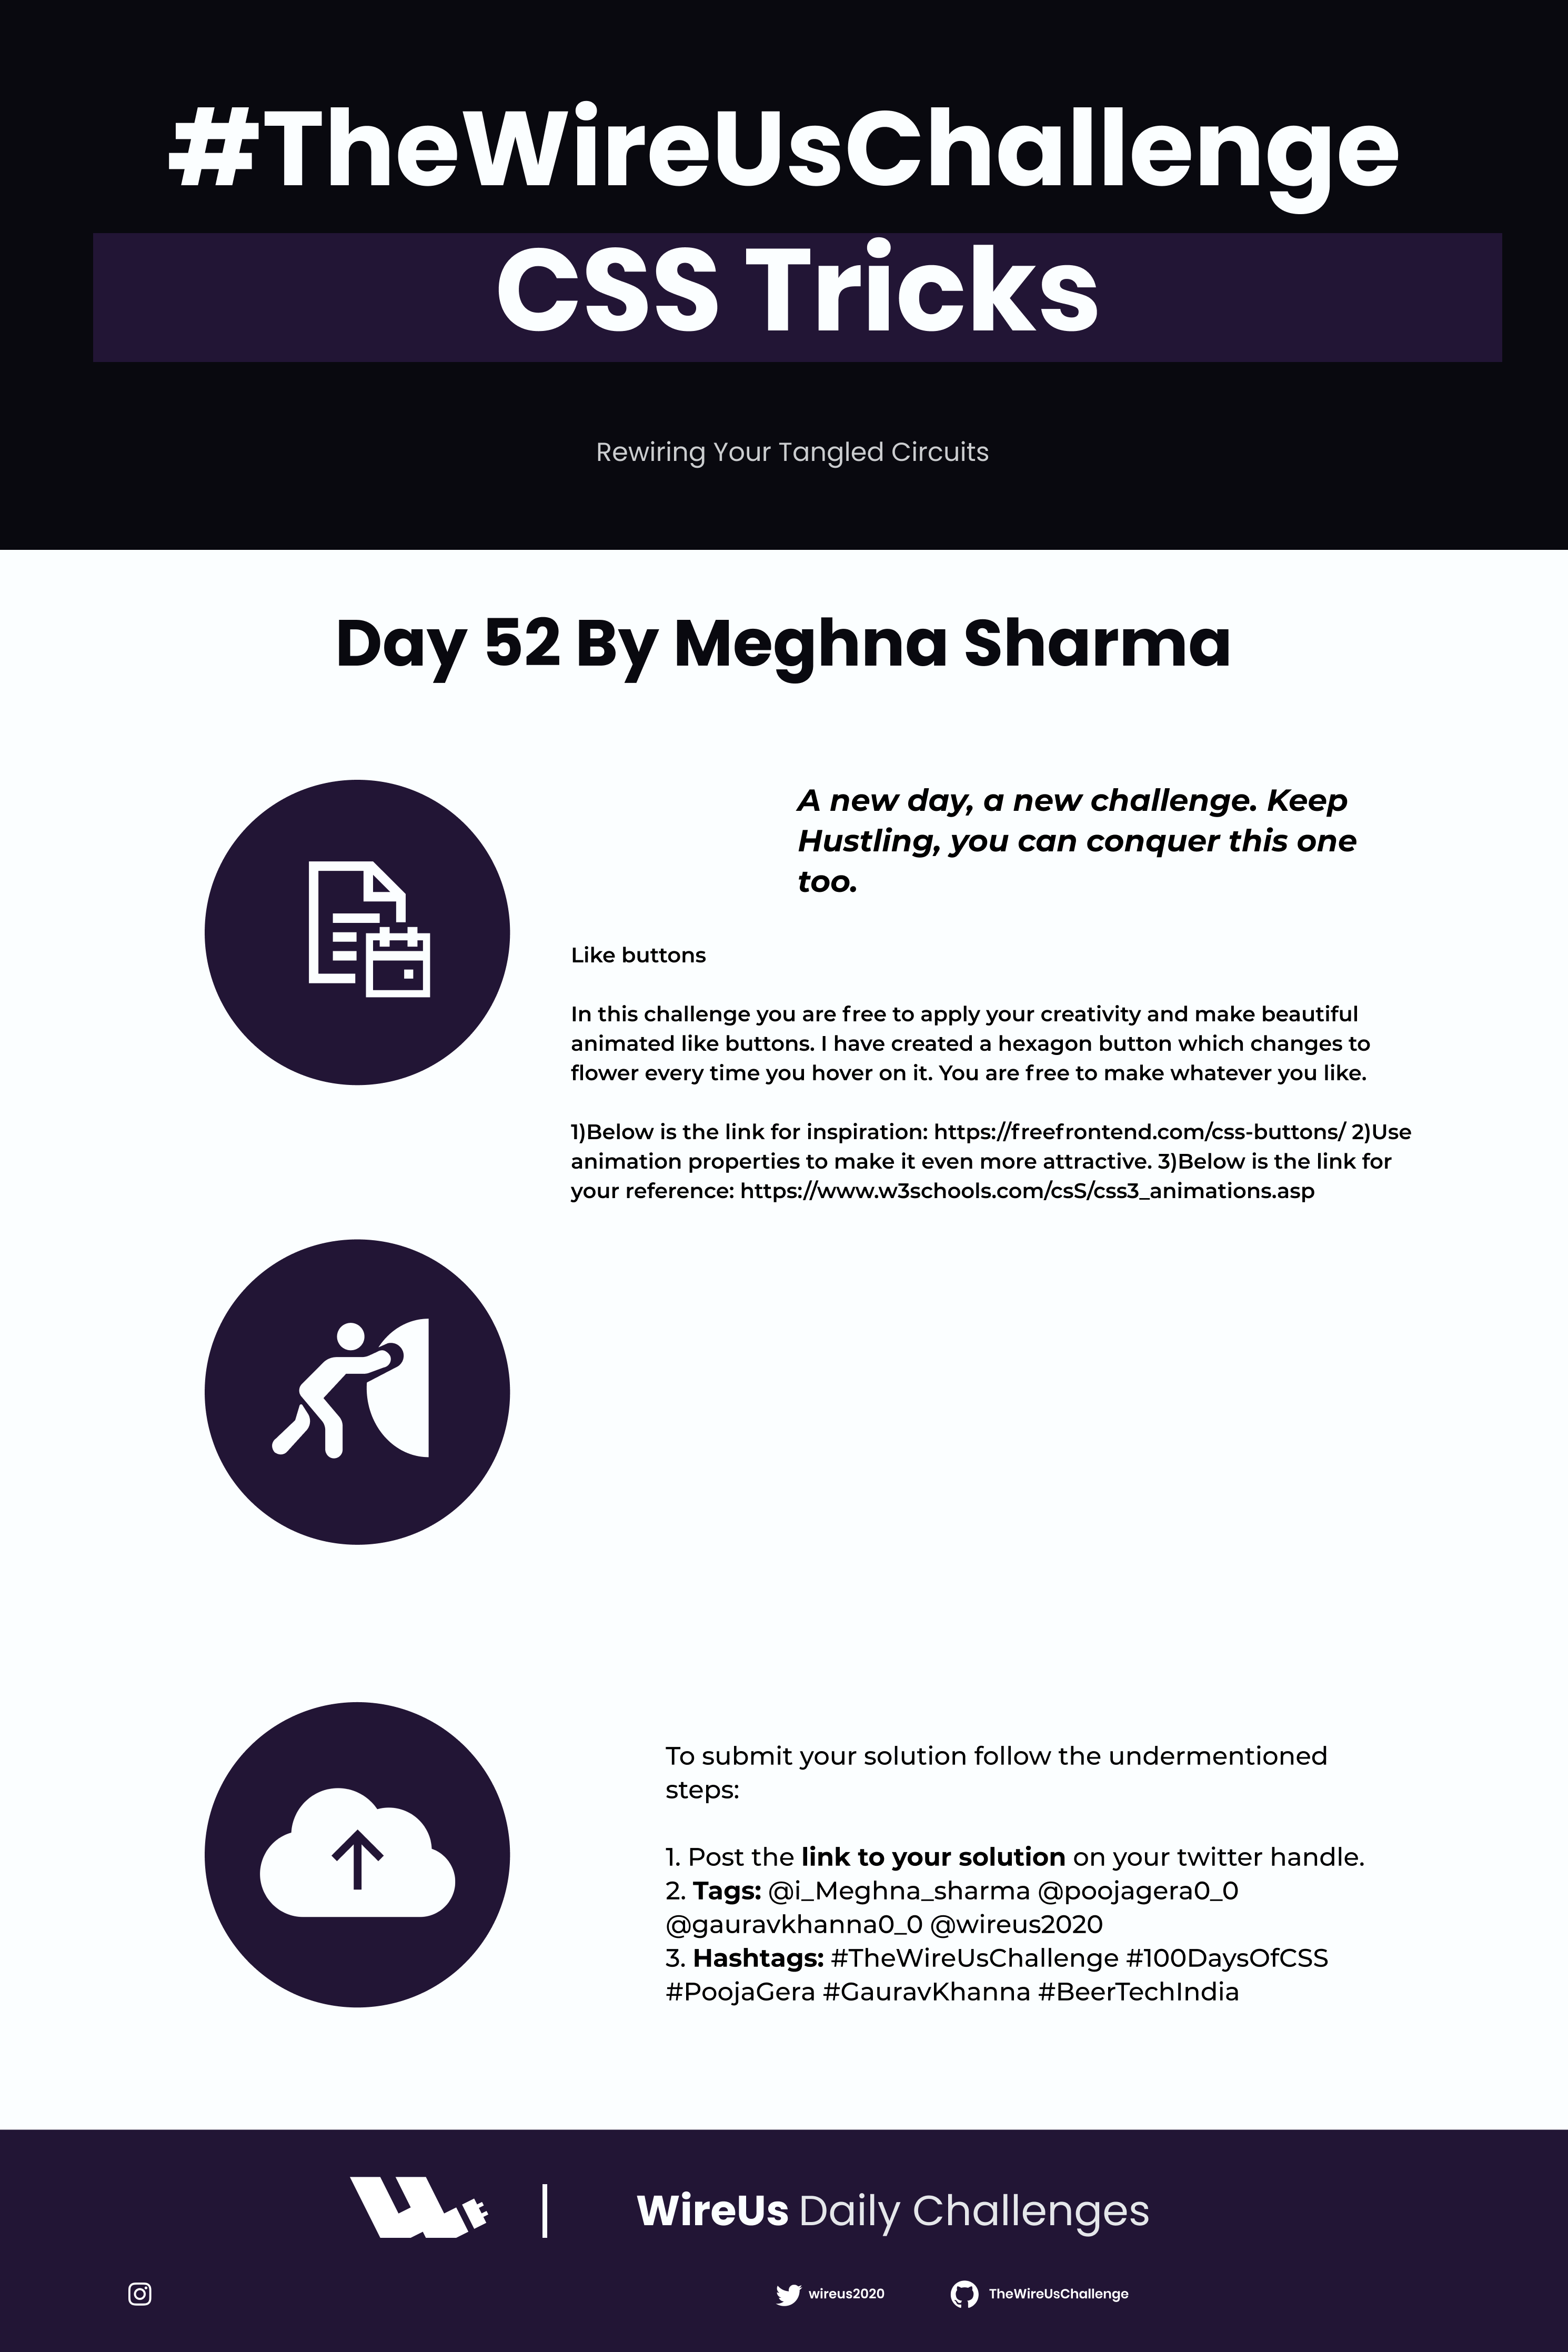 #TheWireUsChallenge
CSS Tricks
Rewiring Your Tangled Circuits
Day 52 By Meghna Sharma
A new day, a new challenge. Keep
Hustling, you can conquer this one
too.
Like buttons
In this challenge you are free to apply your creativity and make beautiful
animated like buttons. I have created a hexagon button which changes to
flower every time you hover on it. You are free to make whatever you like.
1)Below is the link for inspiration: https://freefrontend.com/css-buttons/ 2)Use
animation properties to make it even more attractive. 3)Below is the link for
your reference: https://www.w3schools.com/csS/css3_animations.asp
To submit your solution follow the undermentioned
steps:
1. Post the link to your solution on your twitter handle.
2. Tags: @i_Meghna_sharma @poojagera0_0
@gauravkhanna0_0 @wireus2020
3. Hashtags: #TheWireUsChallenge #100DaysOfCSS
#PoojaGera #GauravKhanna #BeerTechIndia
WireUs Daily Challenges
wireus2020
TheWireUsChallenge